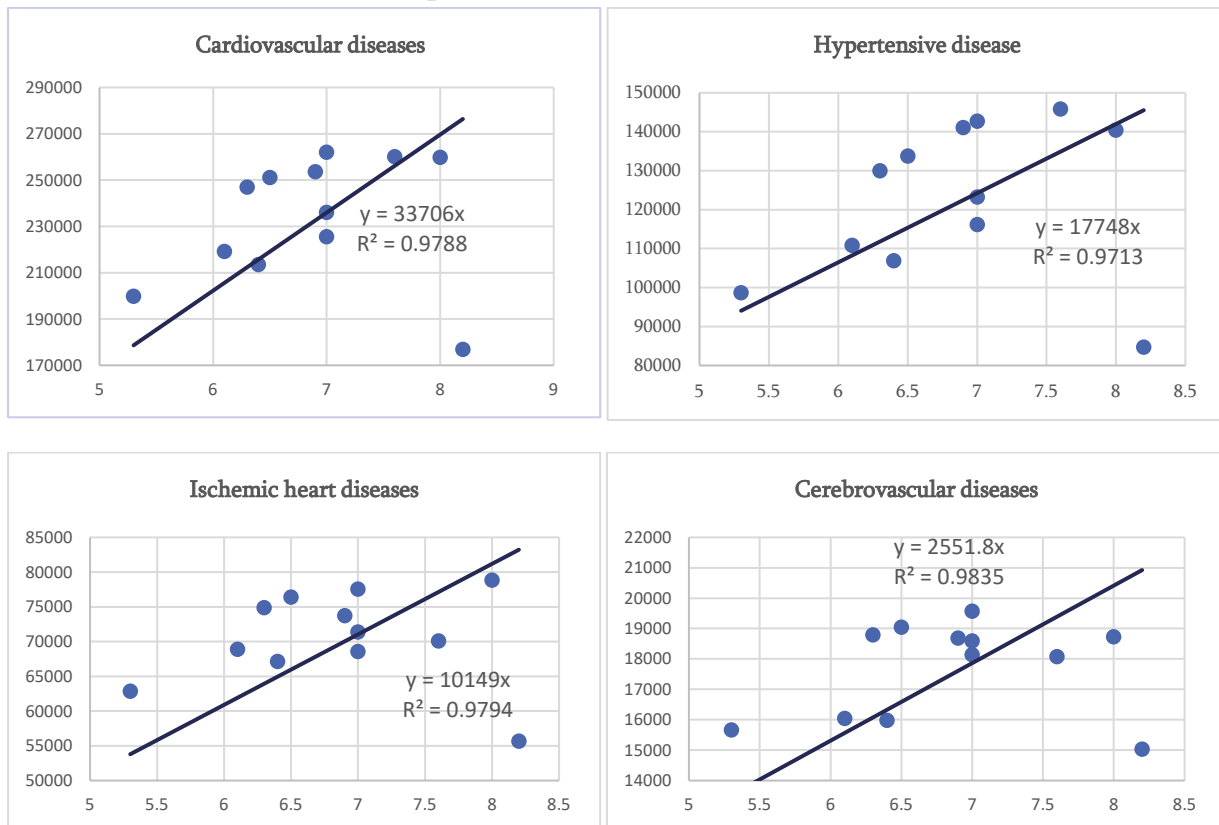 Cardiovascular diseases
290000
270000
250000
230000
210000
190000
170000
5 6 7 8 9
y = 33706x
R² = 0.9788
Hypertensive disease
150000
140000
130000
120000
110000
100000
90000
80000
5 5.5 6 6.5 7 7.5 8 8.5
y = 17748x
R² = 0.9713
Ischemic heart diseases
85000
80000
75000
70000
65000
60000
55000
50000
5 5.5 6 6.5 7 7.5 8 8.5
y = 10149x
R² = 0.9794
Cerebrovascular diseases
22000
21000
20000
19000
18000
17000
16000
15000
14000
5 5.5 6 6.5 7 7.5 8 8.5
y = 2551.8x
R² = 0.9835